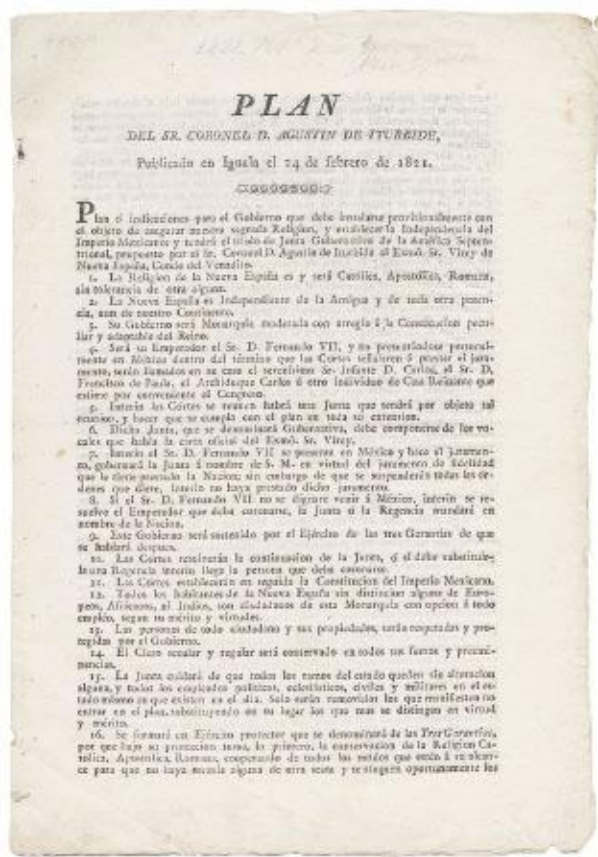 PLAN
DEL SR. CORONEL D. AGUSTIN DE ITURBIDE,
Publicado en Iguala el 24 de febrero de 1821.
Plan ó indicaciones para el Gobierno que debe instalarse provisionalmente con
el objeto de asegurar nuestra sagrada Religion, y establecer la Independencia del
Imperio Mexicano y tendrá el título de Junta Gubernativa de la América Septen-
trional, propuesto por el Sr. Coronel D. Agustin de Iturbide al Exmô. Sr. Virey de
Nueva España, Conde del Venadito.
1. La Religion de la Nueva España es y será Católica, Apostólica, Romana,
sin tolerancia de otra alguna.
2. La Nueva España es Independiente de la Antigua y de toda otra poten-
cia, aun de nuestro Continente.
3. Su Gobierno será Monarquía moderada con arreglo á la Constitucion pecu-
liar y adaptable del Reino.
4. Será su Emperador el Sr. D. Fernando VII, y no presentándose personal-
mente en México dentro del término que las Cortes señalaren á prestar el jura-
mento, serán llamados en su caso el serenísimo Sr. Infante D. Carlos, el Sr. D.
Francisco de Paula, el Archiduque Carlos ú otro individuo de Casa Reinante que
estime por conveniente el Congreso.
5. Interin las Cortes se reunen habrá una Junta que tendrá por objeto tal
reunion, y hacer que se cumpla con el plan en toda su extension.
6. Dicha Junta, que se denominará Gubernativa, debe componerse de los vo-
cales que habla la carta oficial del Exmô. Sr. Virey.
7. Interin el Sr. D. Fernando VII se presenta en México y hace el juramen-
to, gobernará la Junta á nombre de S. M. en virtud del juramento de fidelidad
que le tiene prestado la Nacion; sin embargo de que se suspenderán todas las ór-
denes que diere, interin no haya prestado dicho juramento.
8. Si el Sr. D. Fernando VII no se dignare venir á México, interin se re-
suelve el Emperador que deba coronarse, la Junta ó la Regencia mandará en
nombre de la Nacion.
9. Este Gobierno será sostenido por el Ejército de las tres Garantías de que
se hablará despues.
10. Las Cortes resolverán la continuacion de la Junta, ó si debe substituir-
la una Regencia interin llega la persona que deba coronarse.
11. Las Cortes establecerán en seguida la Constitucion del Imperio Mexicano.
12. Todos los habitantes de la Nueva España sin distincion alguna de Euro-
peos, Africanos, ni Indios, son ciudadanos de esta Monarquía con opcion á todo
empleo, segun su mérito y virtudes.
13. Las personas de todo ciudadano y sus propiedades, serán respetadas y pro-
tegidas por el Gobierno.
14. El Clero secular y regular será conservado en todos sus fueros y preemi-
nencias.
15. La Junta cuidará de que todos los ramos del estado queden sin alteracion
alguna, y todos los empleados políticos, eclesiásticos, civiles y militares en el es-
tado mismo en que existen en el dia. Solo serán removidos los que manifiesten no
entrar en el plan, substituyendo en su lugar los que mas se distingan en virtud
y mérito.
16. Se formará un Ejército protector que se denominará de las Tres Garantías,
por que bajo su proteccion toma, lo primero, la conservacion de la Religion Ca-
tólica, Apostólica, Romana, cooperando de todos los modos que estén á su alcan-
ce para que no haya mezcla alguna de otra secta y se ataquen oportunamente los